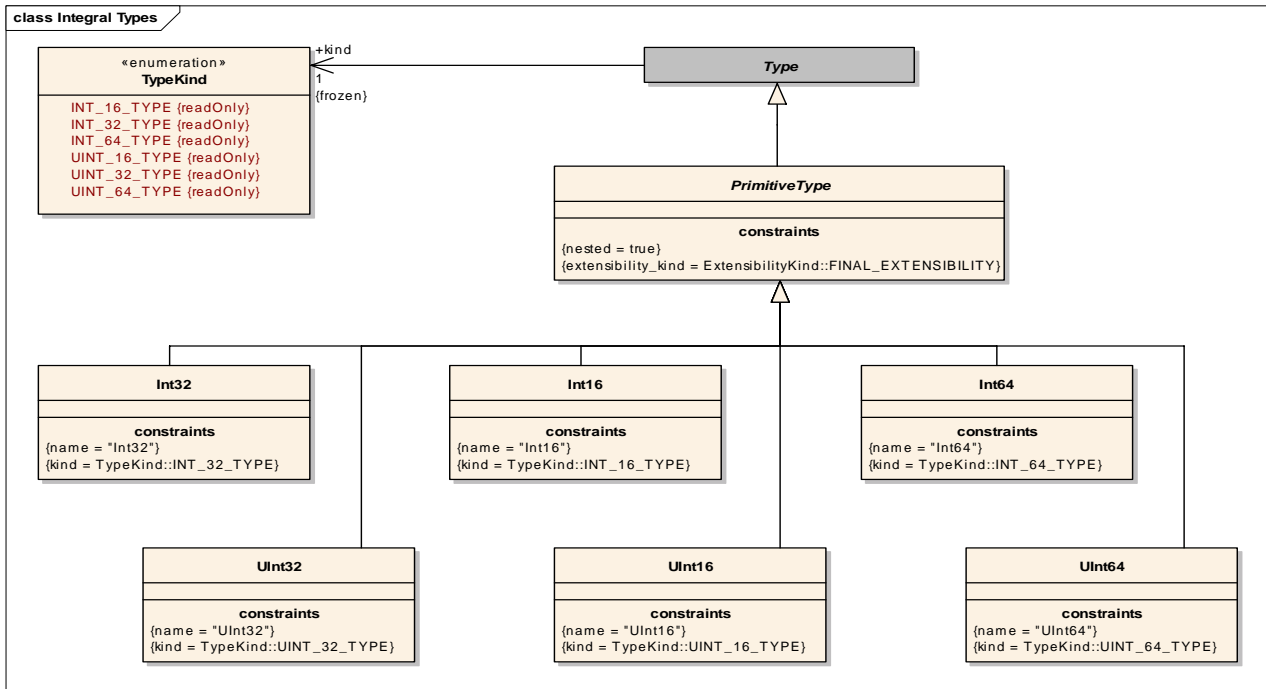 class Integral Types
«enumeration»
TypeKind
INT_16_TYPE {readOnly}
INT_32_TYPE {readOnly}
INT_64_TYPE {readOnly}
UINT_16_TYPE {readOnly}
UINT_32_TYPE {readOnly}
UINT_64_TYPE {readOnly}
+kind
1
{frozen}
Type
PrimitiveType
constraints
{nested = true}
{extensibility_kind = ExtensibilityKind::FINAL_EXTENSIBILITY}
Int32
constraints
{name = "Int32"}
{kind = TypeKind::INT_32_TYPE}
Int16
constraints
{name = "Int16"}
{kind = TypeKind::INT_16_TYPE}
Int64
constraints
{name = "Int64"}
{kind = TypeKind::INT_64_TYPE}
UInt32
constraints
{name = "UInt32"}
{kind = TypeKind::UINT_32_TYPE}
UInt16
constraints
{name = "UInt16"}
{kind = TypeKind::UINT_16_TYPE}
UInt64
constraints
{name = "UInt64"}
{kind = TypeKind::UINT_64_TYPE}